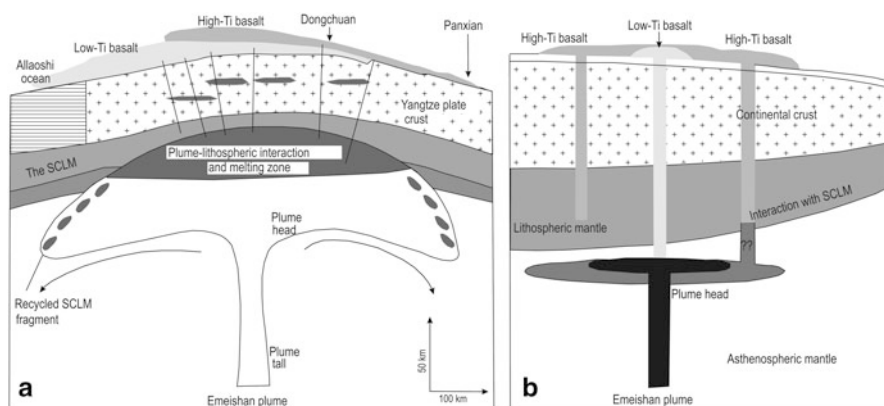 High-Ti basalt
Dongchuan
Low-Ti basalt
Panxian
Allaoshi
ocean
Yangtze plate
crust
The SCLM
Plume-lithospheric interaction
and melting zone
Plume
head
Recycled SCLM
fragment
Plume
tall
50 km
100 km
a
Emeishan plume
Low-Ti basalt
High-Ti basalt
High-Ti basalt
Continental crust
Interaction with SCLM
Lithospheric mantle
??
Plume head
Asthenospheric mantle
b
Emeishan plume